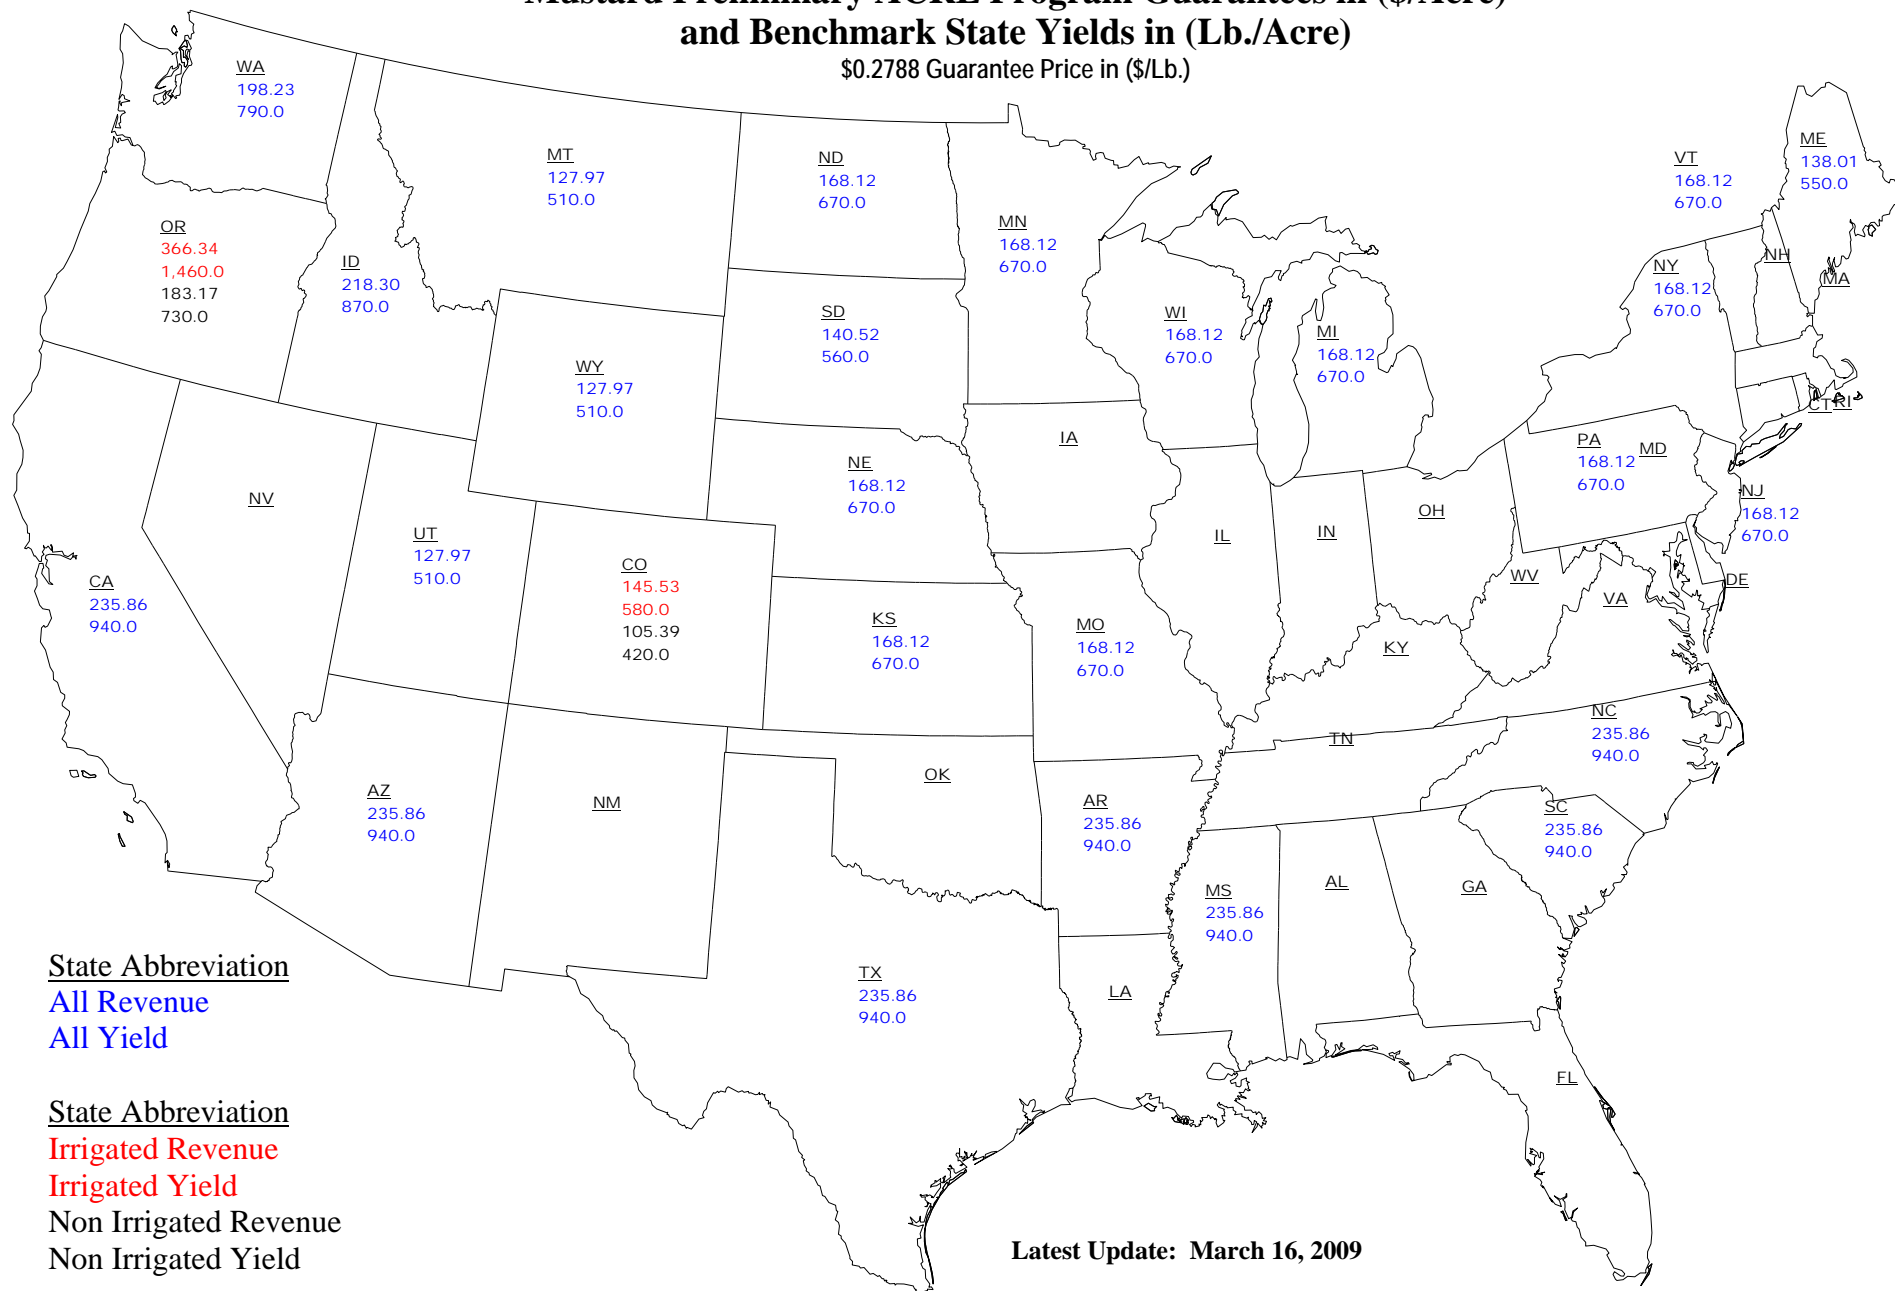 Mustard Preliminary ACRE Program Guarantees in ($/Acre)
and Benchmark State Yields in (Lb./Acre)
$0.2788 Guarantee Price in ($/Lb.)
WA
198.23
790.0
OR
366.34
1,460.0
183.17
730.0
ID
218.30
870.0
MT
127.97
510.0
ND
168.12
670.0
MN
168.12
670.0
VT
168.12
670.0
ME
138.01
550.0
NH
MA
NY
168.12
670.0
WY
127.97
510.0
SD
140.52
560.0
WI
168.12
670.0
MI
168.12
670.0
CT
RI
IA
PA
168.12
670.0
MD
NJ
168.12
670.0
NE
168.12
670.0
NV
UT
127.97
510.0
CO
145.53
580.0
105.39
420.0
CA
235.86
940.0
KS
168.12
670.0
MO
168.12
670.0
IL
IN
OH
WV
VA
DE
KY
TN
NC
235.86
940.0
AZ
235.86
940.0
NM
OK
AR
235.86
940.0
SC
235.86
940.0
MS
235.86
940.0
AL
GA
TX
235.86
940.0
LA
FL
State Abbreviation
All Revenue
All Yield
State Abbreviation
Irrigated Revenue
Irrigated Yield
Non Irrigated Revenue
Non Irrigated Yield
Latest Update: March 16, 2009